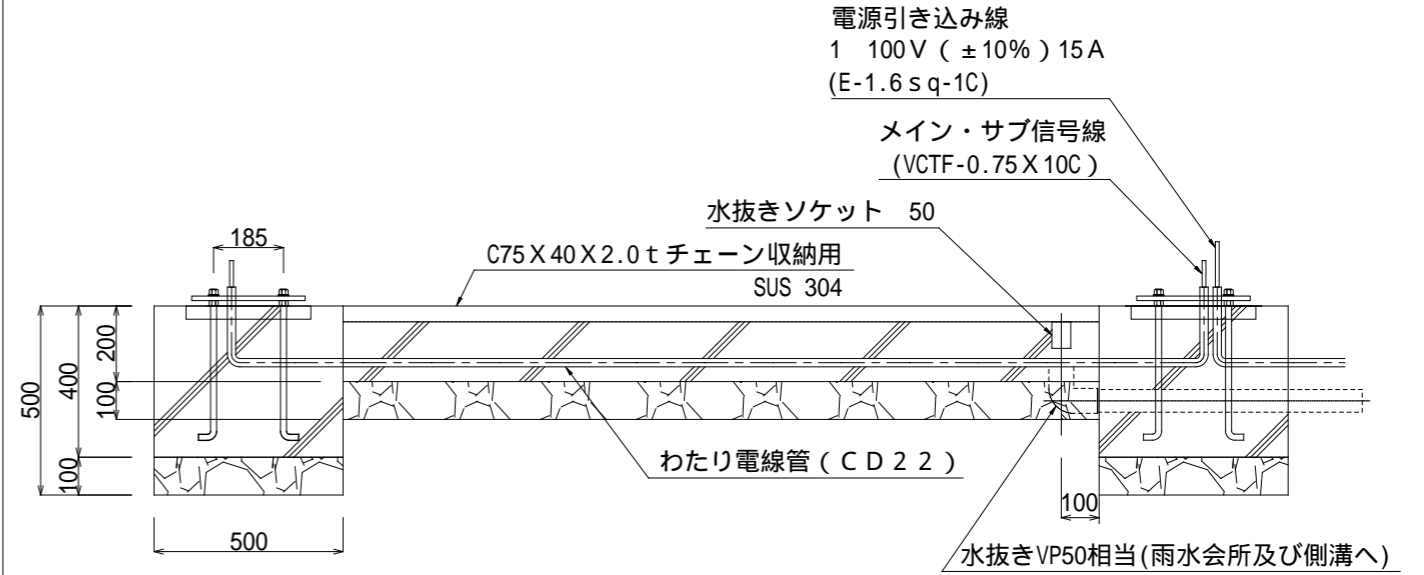 電源引き込み線
1 100V(±10%)15A
(E-1.6sq-1C)
メイン・サブ信号線
(VCTF-0.75X10C)
水抜きソケット 50
C75X40X2.0tチェーン収納用
SUS 304
185
200
400
500
100
100
わたり電線管(CD22)
100
500
水抜きVP50相当(雨水会所及び側溝へ)